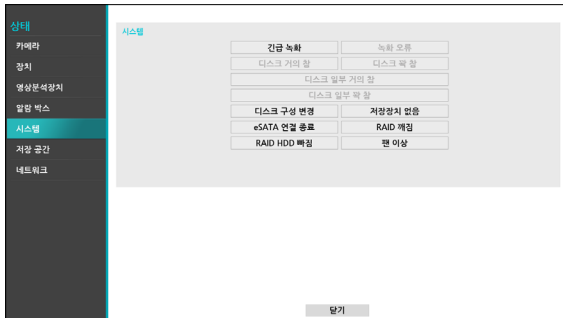 상태
카메라
장치
영상분석장치
알람 박스
시스템
저장 공간
네트워크
시스템
긴급 녹화 녹화 오류
디스크 거의 참 디스크 꽉 참
디스크 일부 거의 참
디스크 일부 꽉 참
디스크 구성 변경 저장장치 없음
eSATA 연결 종료 RAID 깨짐
RAID HDD 빠짐 팬 이상
닫기